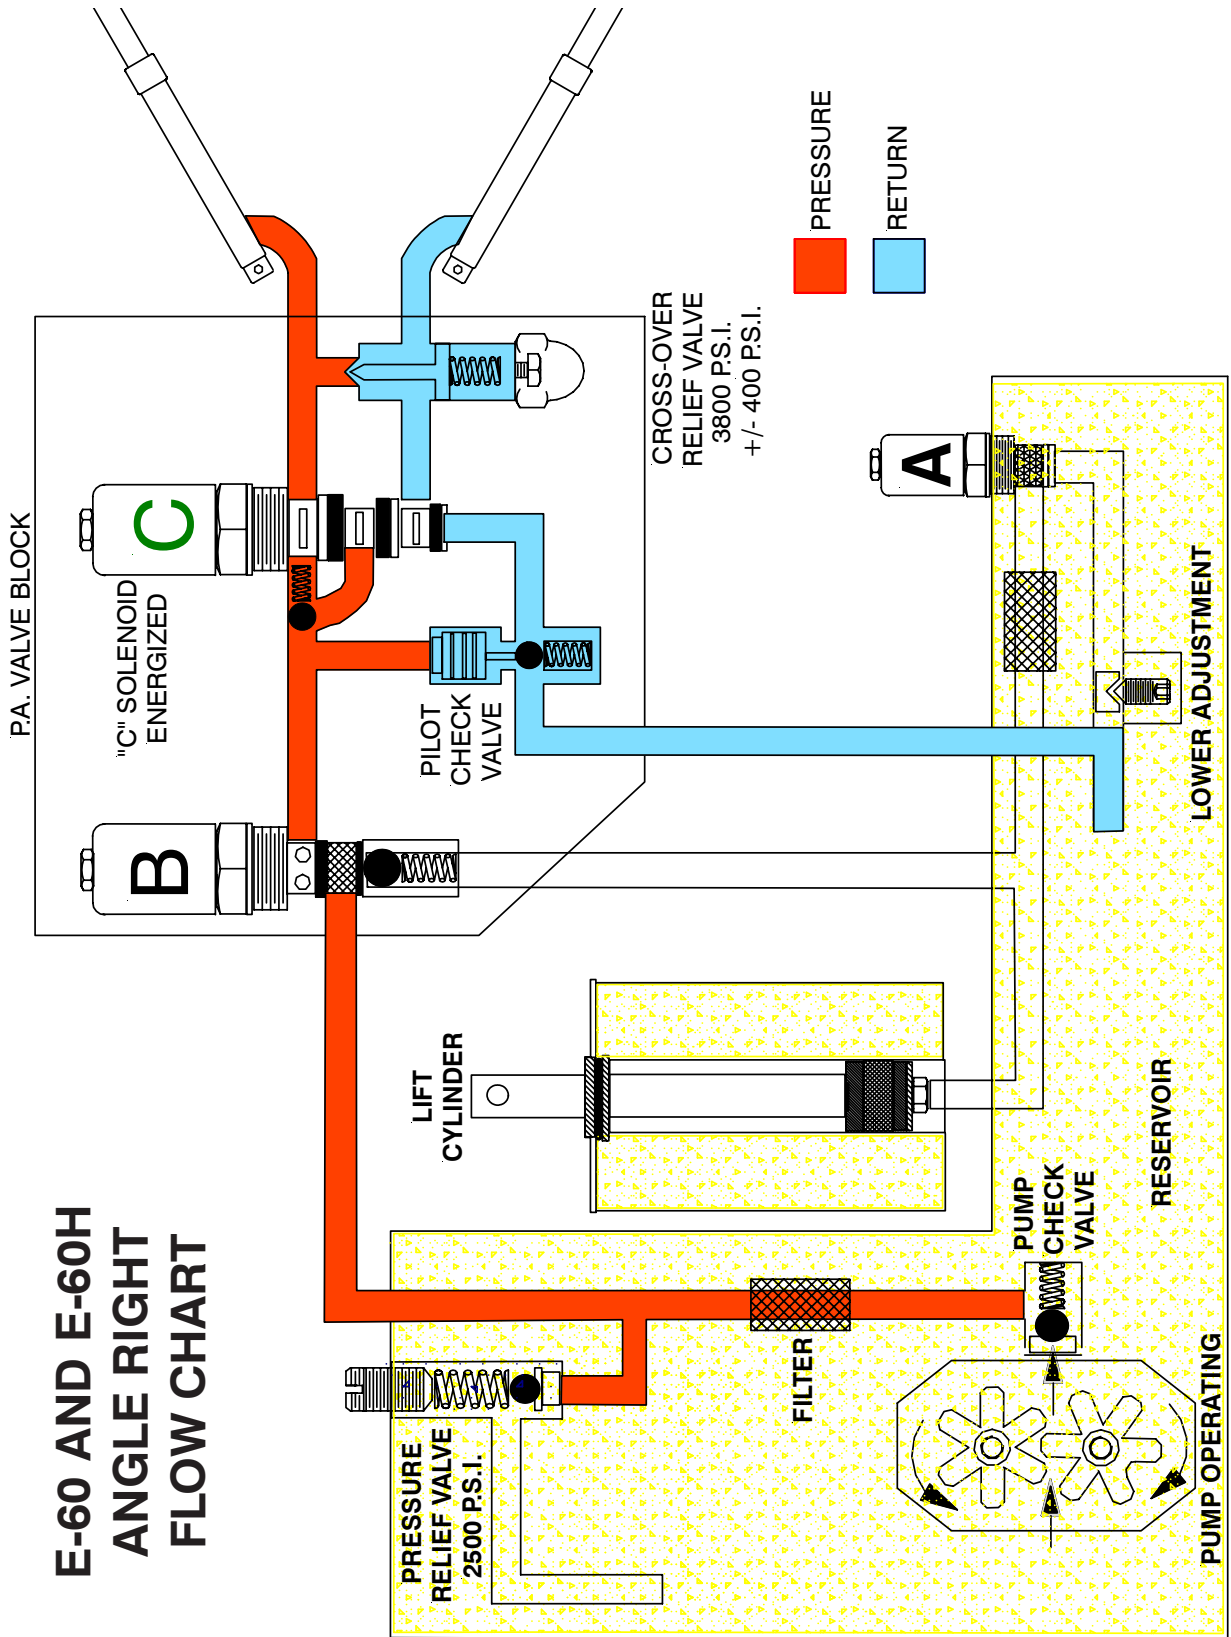 E-60 AND E-60H
ANGLE RIGHT
FLOW CHART
P.A. VALVE BLOCK
"C" SOLENOID
ENERGIZED
B
C
PILOT
CHECK
VALVE
CROSS-OVER
RELIEF VALVE
3800 P.S.I.
+/- 400 P.S.I.
PRESSURE
RETURN
LIFT
CYLINDER
A
LOWER ADJUSTMENT
PRESSURE
RELIEF VALVE
2500 P.S.I.
FILTER
PUMP
CHECK
VALVE
RESERVOIR
PUMP OPERATING